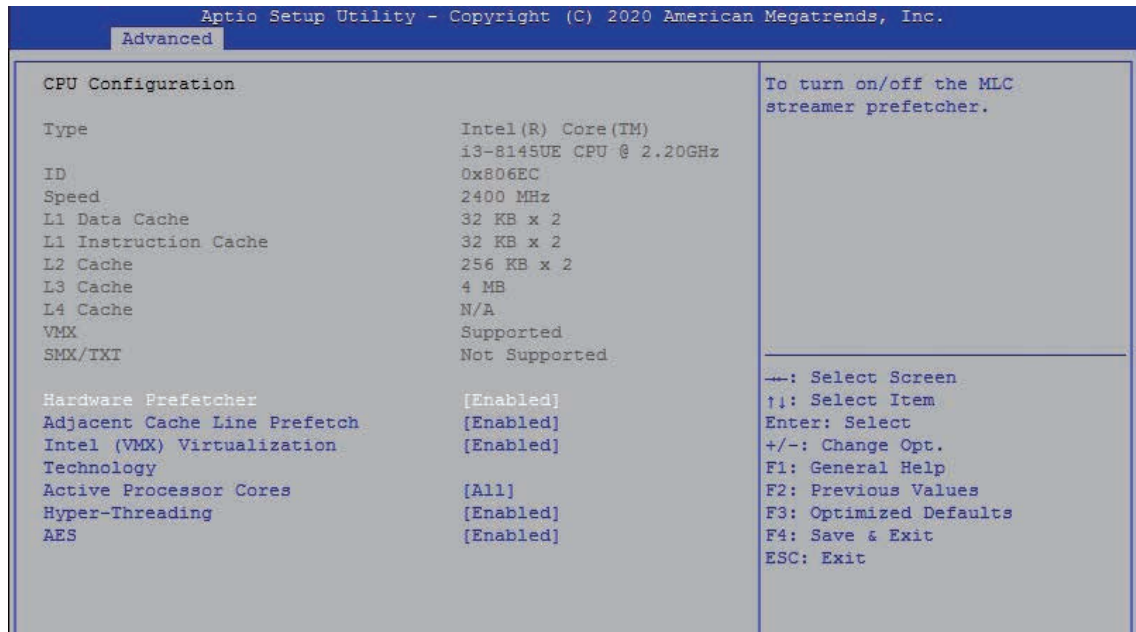 Aptio Setup Utility - Copyright (C) 2020 American Megatrends, Inc.
Advanced
CPU Configuration
Type Intel(R) Core(TM)
i3-8145UE CPU @ 2.20GHz
ID 0x806EC
Speed 2400 MHz
L1 Data Cache 32 KB x 2
L1 Instruction Cache 32 KB x 2
L2 Cache 256 KB x 2
L3 Cache 4 MB
L4 Cache N/A
VMX Supported
SMX/TXT Not Supported
Hardware Prefetcher [Enabled]
Adjacent Cache Line Prefetch [Enabled]
Intel (VMX) Virtualization [Enabled]
Technology
Active Processor Cores [All]
Hyper-Threading [Enabled]
AES [Enabled]
To turn on/off the MLC
streamer prefetcher.
→←: Select Screen
↑↓: Select Item
Enter: Select
+/-: Change Opt.
F1: General Help
F2: Previous Values
F3: Optimized Defaults
F4: Save & Exit
ESC: Exit